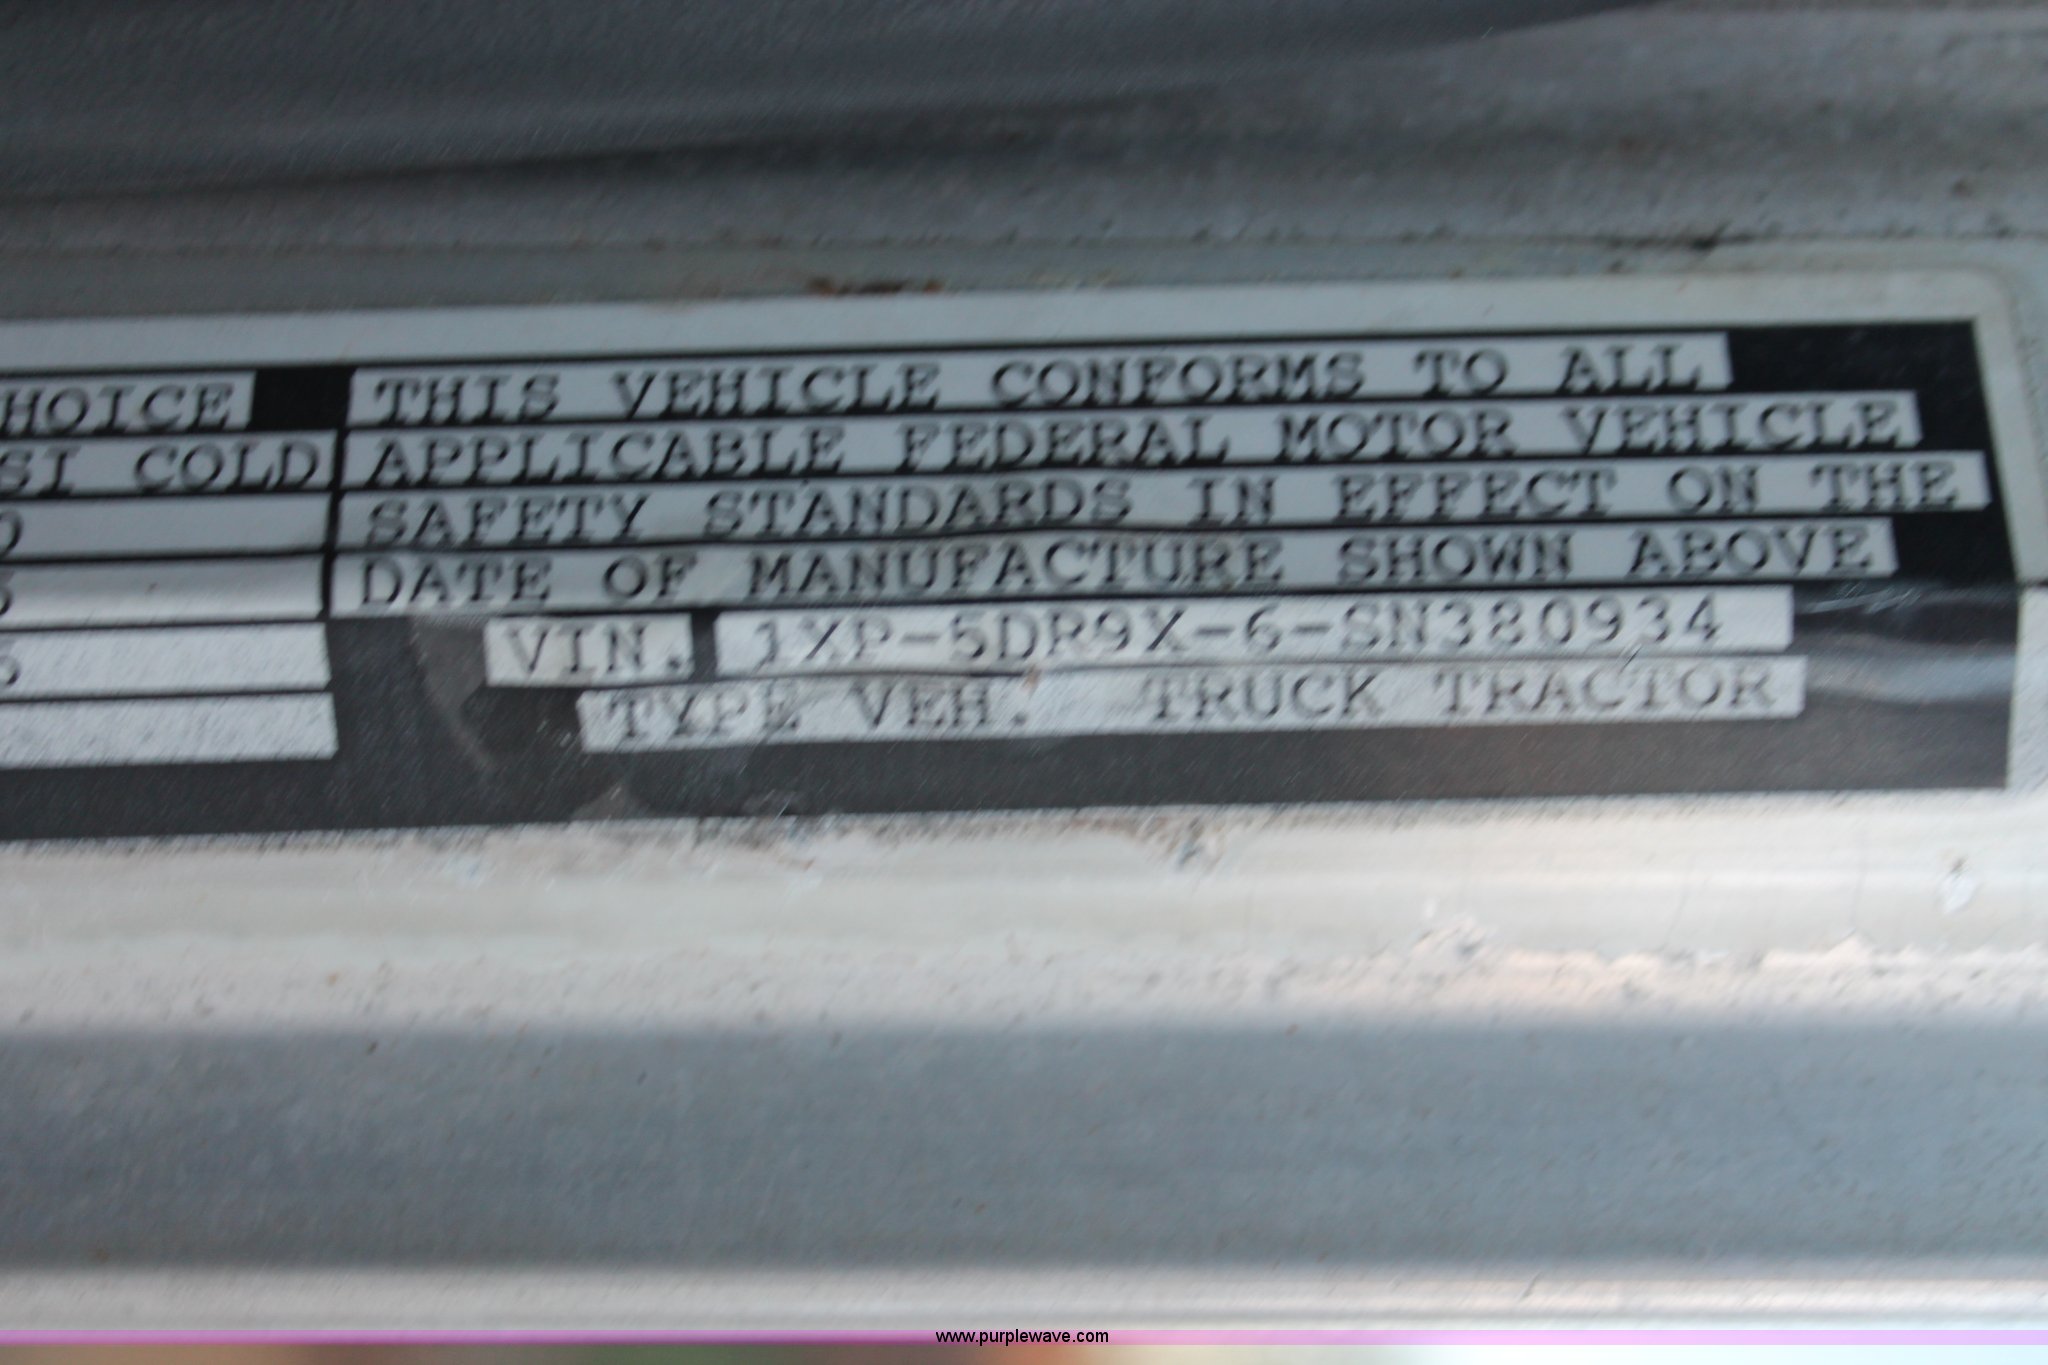 HOICE THIS VEHICLE CONFORMS TO ALL
SI COLD APPLICABLE FEDERAL MOTOR VEHICLE
SAFETY STANDARDS IN EFFECT ON THE
DATE OF MANUFACTURE SHOWN ABOVE
5 VIN. 1XP-5DR9X-6-SN380934
TYPE VEH. TRUCK TRACTOR
www.purplewave.com